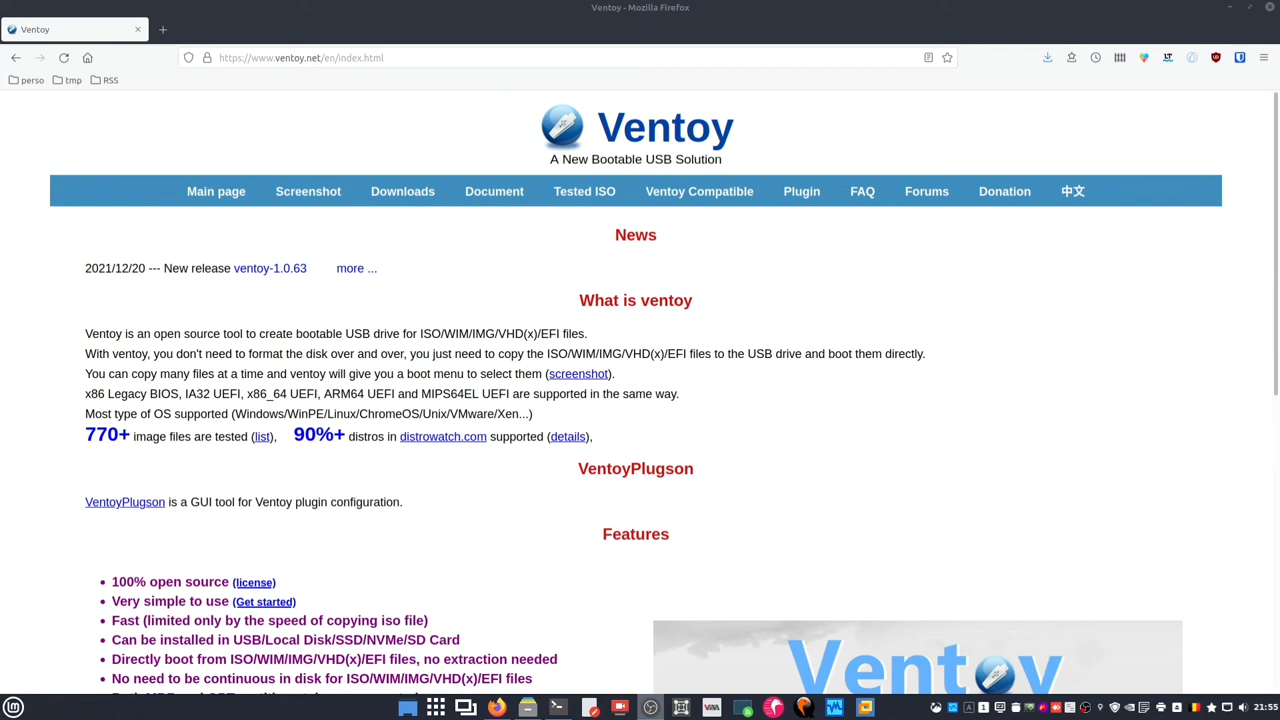 Ventoy - Mozilla Firefox
Ventoy
https://www.ventoy.net/en/index.html
perso tmp RSS
Ventoy
A New Bootable USB Solution
Main page Screenshot Downloads Document Tested ISO Ventoy Compatible Plugin FAQ Forums Donation 中文
News
2021/12/20 --- New release ventoy-1.0.63 more ...
What is ventoy
Ventoy is an open source tool to create bootable USB drive for ISO/WIM/IMG/VHD(x)/EFI files.
With ventoy, you don't need to format the disk over and over, you just need to copy the ISO/WIM/IMG/VHD(x)/EFI files to the USB drive and boot them directly.
You can copy many files at a time and ventoy will give you a boot menu to select them (screenshot).
x86 Legacy BIOS, IA32 UEFI, x86_64 UEFI, ARM64 UEFI and MIPS64EL UEFI are supported in the same way.
Most type of OS supported (Windows/WinPE/Linux/ChromeOS/Unix/VMware/Xen...)
770+ image files are tested (list), 90%+ distros in distrowatch.com supported (details),
VentoyPlugson
VentoyPlugson is a GUI tool for Ventoy plugin configuration.
Features
100% open source (license)
Very simple to use (Get started)
Fast (limited only by the speed of copying iso file)
Can be installed in USB/Local Disk/SSD/NVMe/SD Card
Directly boot from ISO/WIM/IMG/VHD(x)/EFI files, no extraction needed
No need to be continuous in disk for ISO/WIM/IMG/VHD(x)/EFI files
Ventoy
21:55